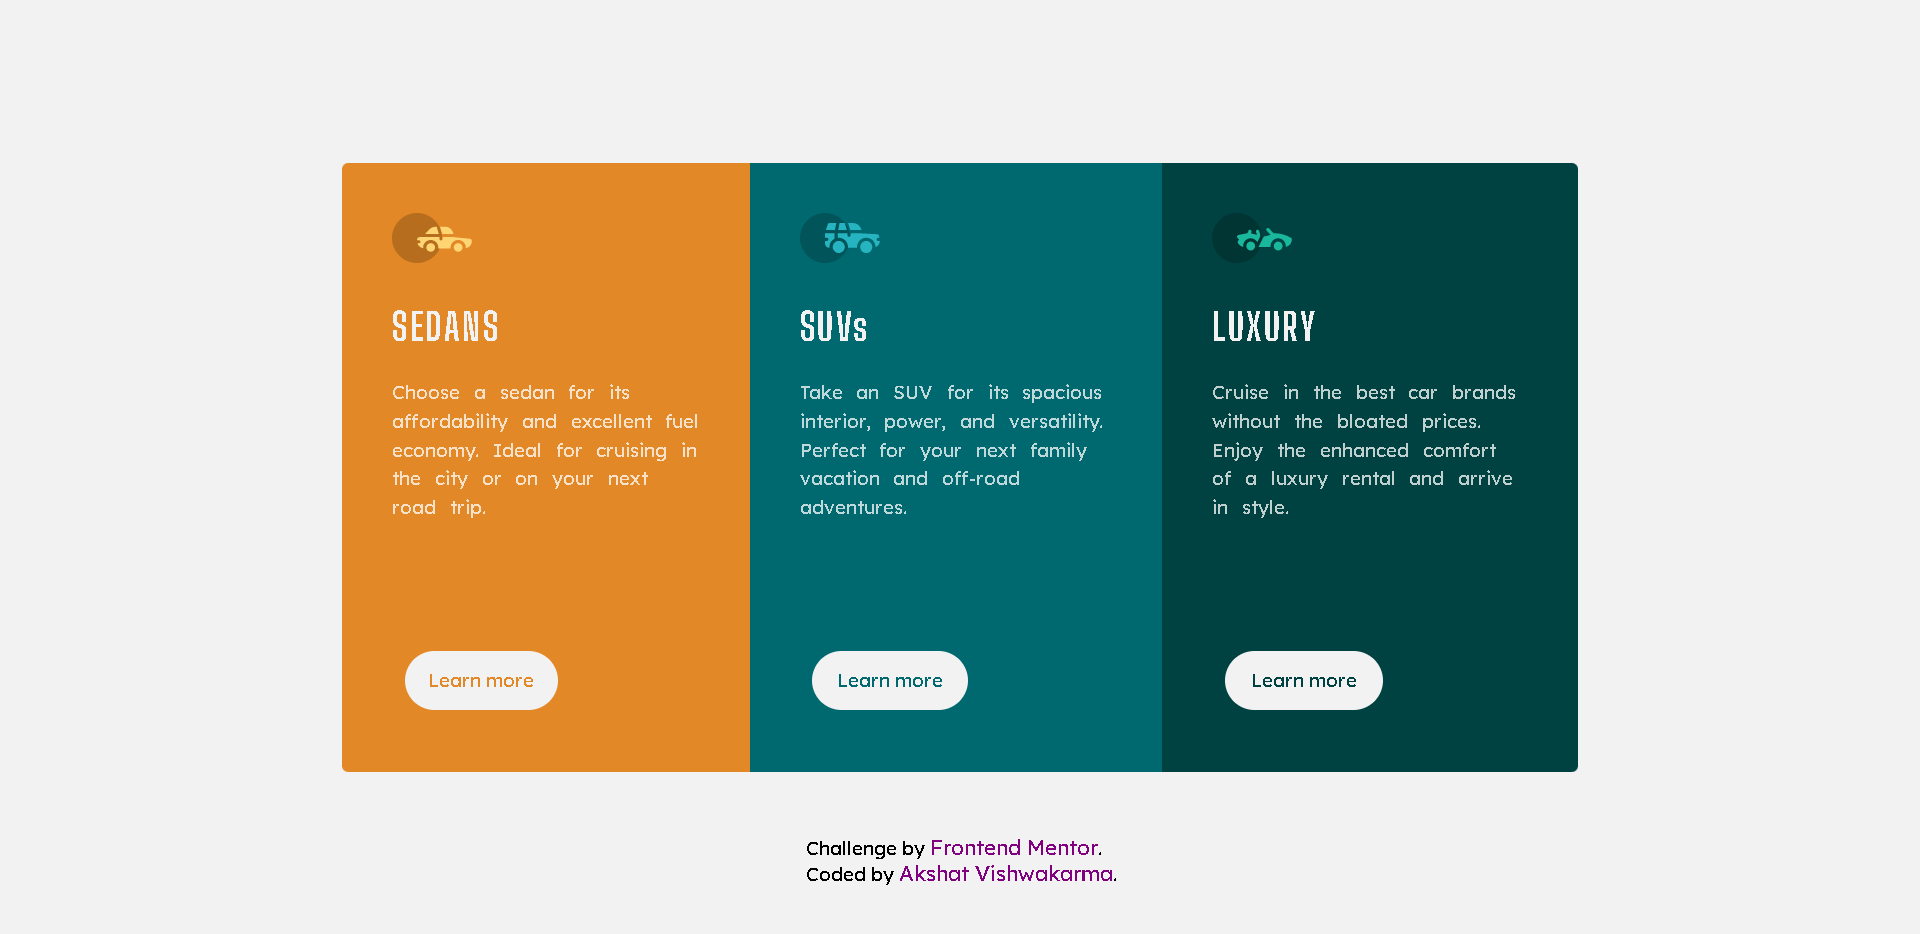 SEDANS
Choose a sedan for its
affordability and excellent fuel
economy. Ideal for cruising in
the city or on your next
road trip.
Learn more
SUVs
Take an SUV for its spacious
interior, power, and versatility.
Perfect for your next family
vacation and off-road
adventures.
Learn more
LUXURY
Cruise in the best car brands
without the bloated prices.
Enjoy the enhanced comfort
of a luxury rental and arrive
in style.
Learn more
Challenge by Frontend Mentor.
Coded by Akshat Vishwakarma.